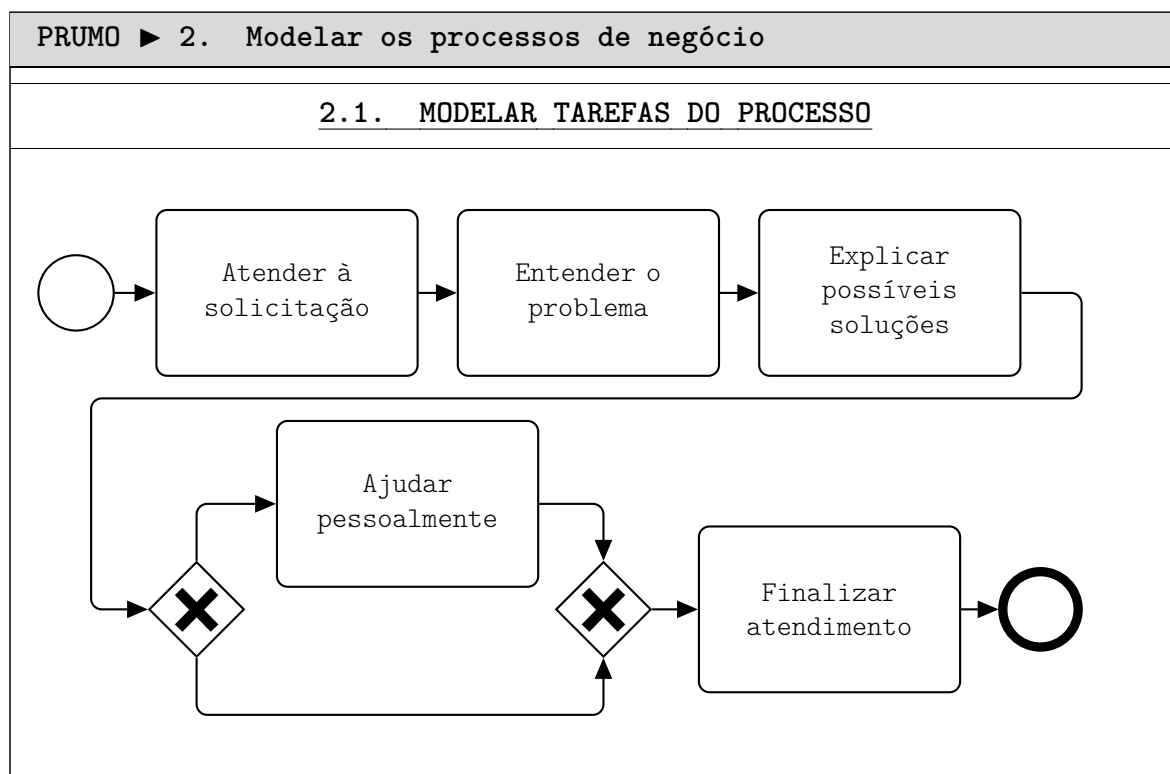 PRUMO ▶ 2. Modelar os processos de negócio
2.1. MODELAR TAREFAS DO PROCESSO
Atender à
solicitação
Entender o
problema
Explicar
possíveis
soluções
Ajudar
pessoalmente
Finalizar
atendimento